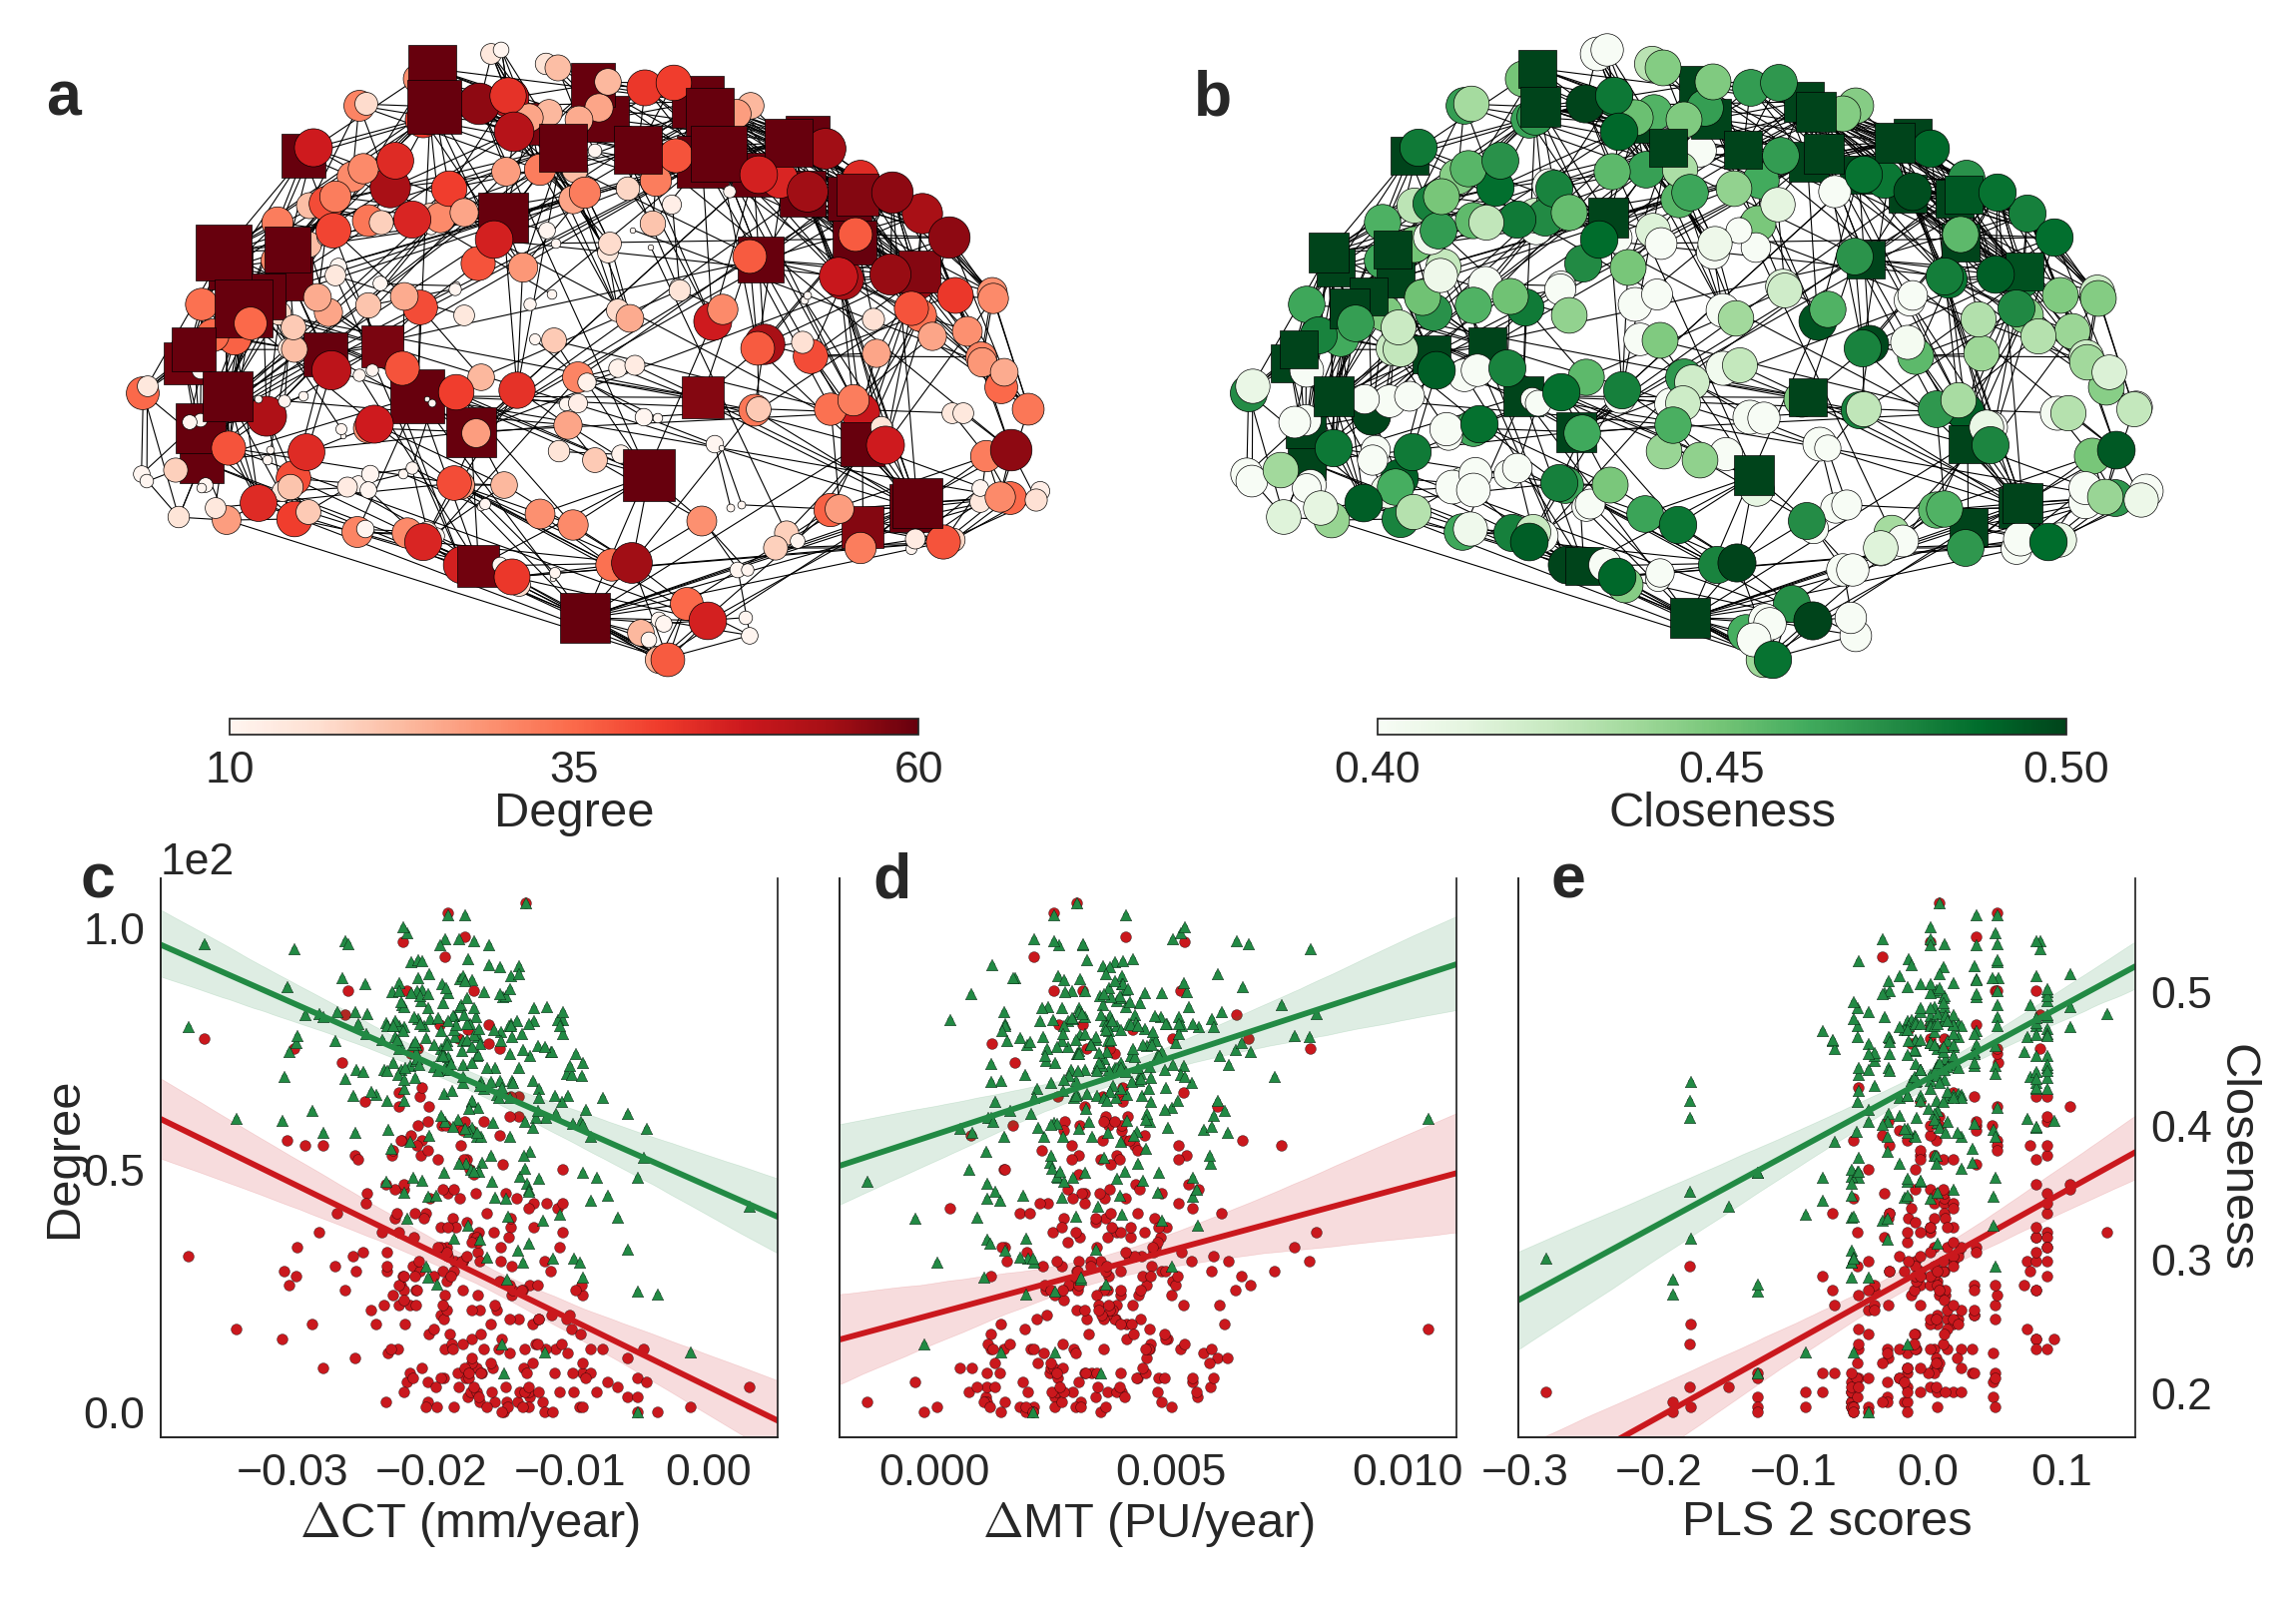 a
b
10 35 60
Degree
0.40 0.45 0.50
Closeness
c
1e2
d
e
1.0
0.5
0.0
Degree
0.5
0.4
0.3
0.2
Closeness
−0.03 −0.02 −0.01 0.00
ΔCT (mm/year)
0.000 0.005 0.010
ΔMT (PU/year)
−0.3 −0.2 −0.1 0.0 0.1
PLS 2 scores